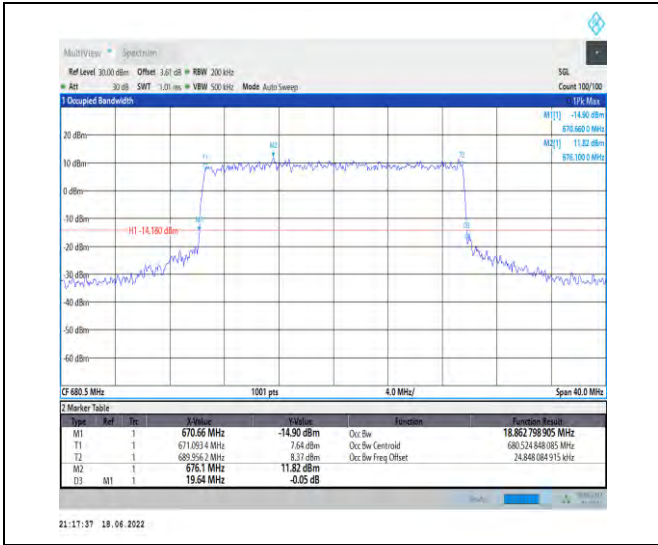 MultiView Spectrum
Ref Level 30.00 dBm Offset 3.61 dB RBW 200 kHz SGL
Att 30 dB SWT 1.01 ms VBW 500 kHz Mode Auto Sweep Count 100/100
1 Occupied Bandwidth 1Pk Max
M1[1] -14.90 dBm
670.660 0 MHz
M2[1] 11.82 dBm
676.100 0 MHz
20 dBm
M2
T1 T2
10 dBm
0 dBm
-10 dBm
M1
H1 -14.180 dBm
D3
-20 dBm
-30 dBm
-40 dBm
-50 dBm
-60 dBm
CF 680.5 MHz 1001 pts 4.0 MHz/ Span 40.0 MHz
2 Marker Table
Type Ref Trc X-Value Y-Value Function Function Result
M1 1 670.66 MHz -14.90 dBm Occ Bw 18.862 798 905 MHz
T1 1 671.093 4 MHz 7.64 dBm Occ Bw Centroid 680.524 848 085 MHz
T2 1 689.956 2 MHz 8.37 dBm Occ Bw Freq Offset 24.848 084 915 kHz
M2 1 676.1 MHz 11.82 dBm
D3 M1 1 19.64 MHz -0.05 dB
21:17:37 18.06.2022